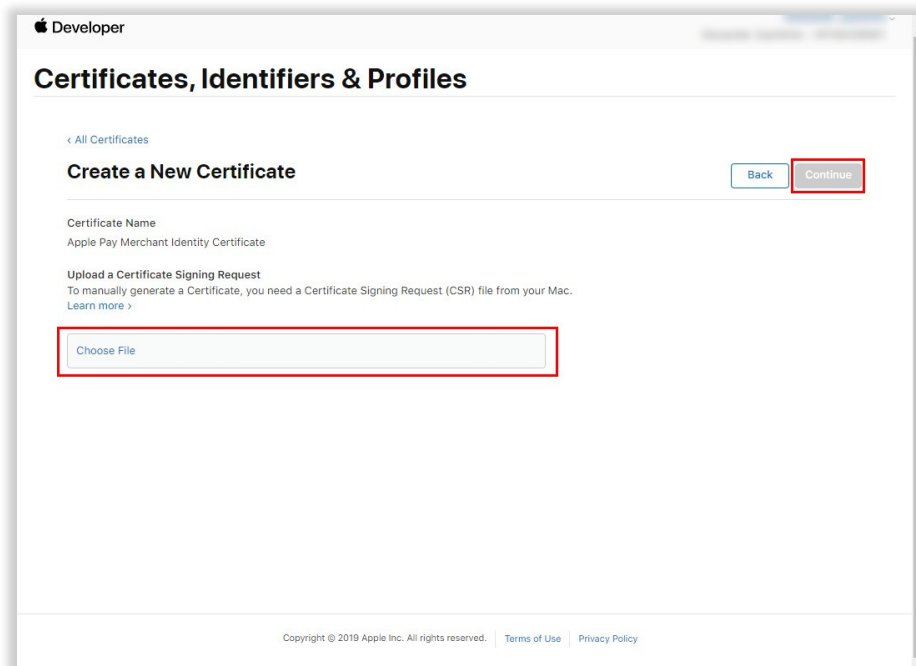 Developer
Certificates, Identifiers & Profiles
‹ All Certificates
Create a New Certificate
Back
Continue
Certificate Name
Apple Pay Merchant Identity Certificate
Upload a Certificate Signing Request
To manually generate a Certificate, you need a Certificate Signing Request (CSR) file from your Mac.
Learn more ›
Choose File
Copyright © 2019 Apple Inc. All rights reserved.
Terms of Use
Privacy Policy